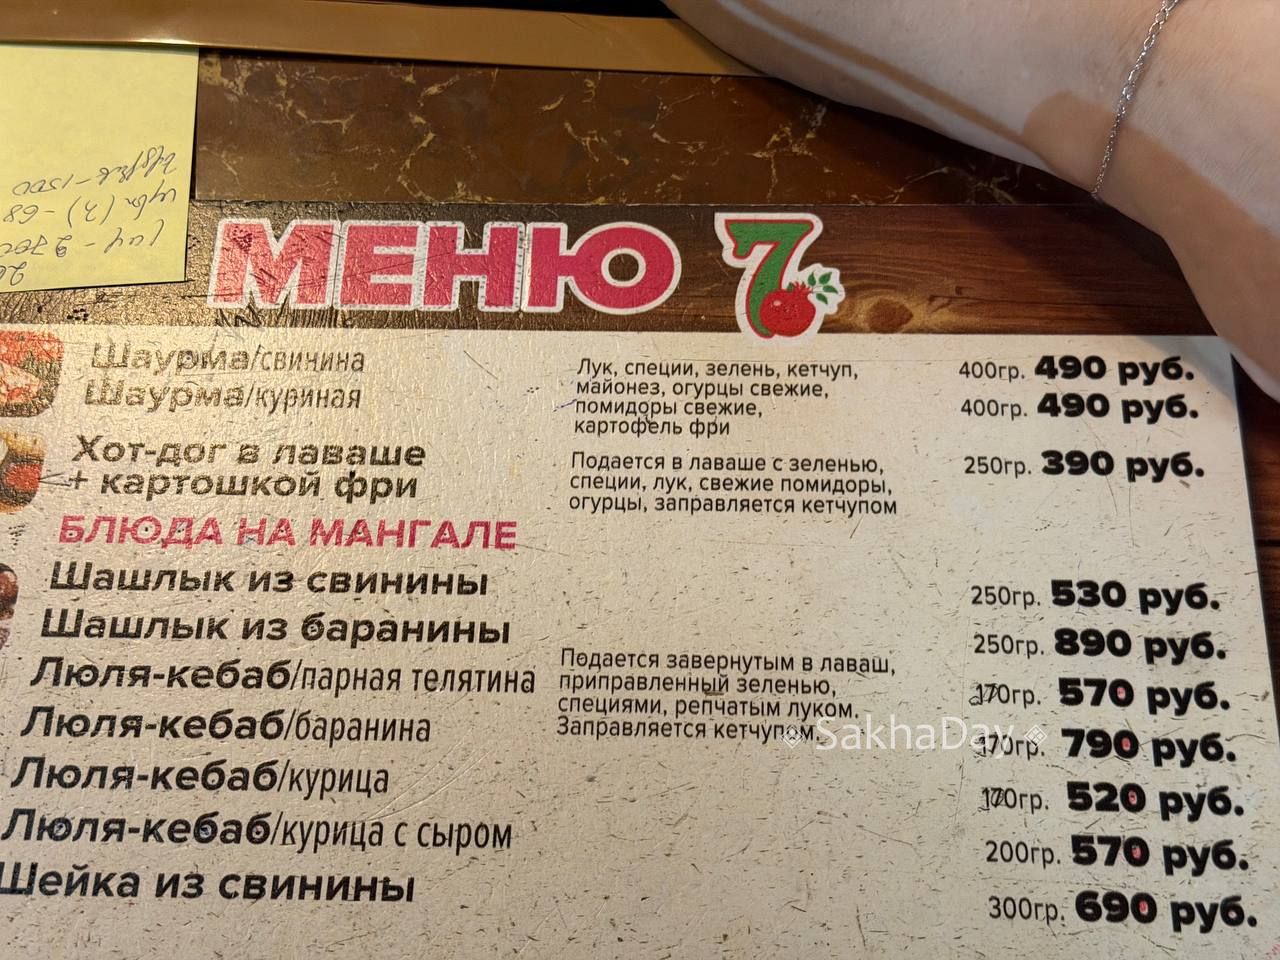 МЕНЮ 7
Шаурма/свинина
Лук, специи, зелень, кетчуп,
майонез, огурцы свежие,
помидоры свежие,
картофель фри
400гр. 490 руб.
Шаурма/куриная
400гр. 490 руб.
Хот-дог в лаваше
+ картошкой фри
Подается в лаваше с зеленью,
специи, лук, свежие помидоры,
огурцы, заправляется кетчупом
250гр. 390 руб.
БЛЮДА НА МАНГАЛЕ
Шашлык из свинины
250гр. 530 руб.
Шашлык из баранины
250гр. 890 руб.
Подается завернутым в лаваш,
приправленный зеленью,
специями, репчатым луком.
Заправляется кетчупом.
Люля-кебаб/парная телятина
170гр. 570 руб.
Люля-кебаб/баранина
170гр. 790 руб.
Люля-кебаб/курица
170гр. 520 руб.
Люля-кебаб/курица с сыром
200гр. 570 руб.
Шейка из свинины
300гр. 690 руб.
SakhaDay